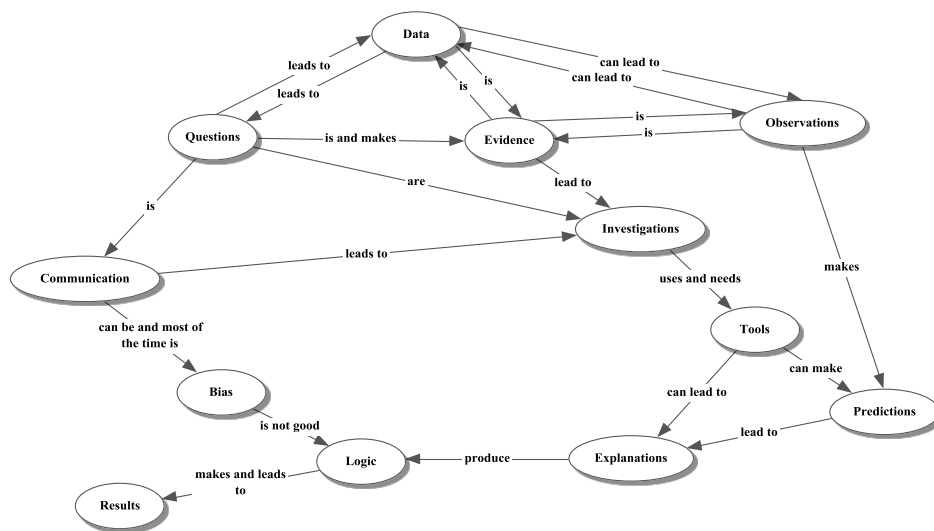 Data
leads to
can lead to
can lead to
leads to
is
is
Questions
is and makes
Evidence
is
is
Observations
are
lead to
is
Investigations
Communication
leads to
uses and needs
makes
can be and most of
the time is
Tools
can make
Bias
can lead to
Predictions
is not good
lead to
Logic
produce
Explanations
makes and leads
to
Results